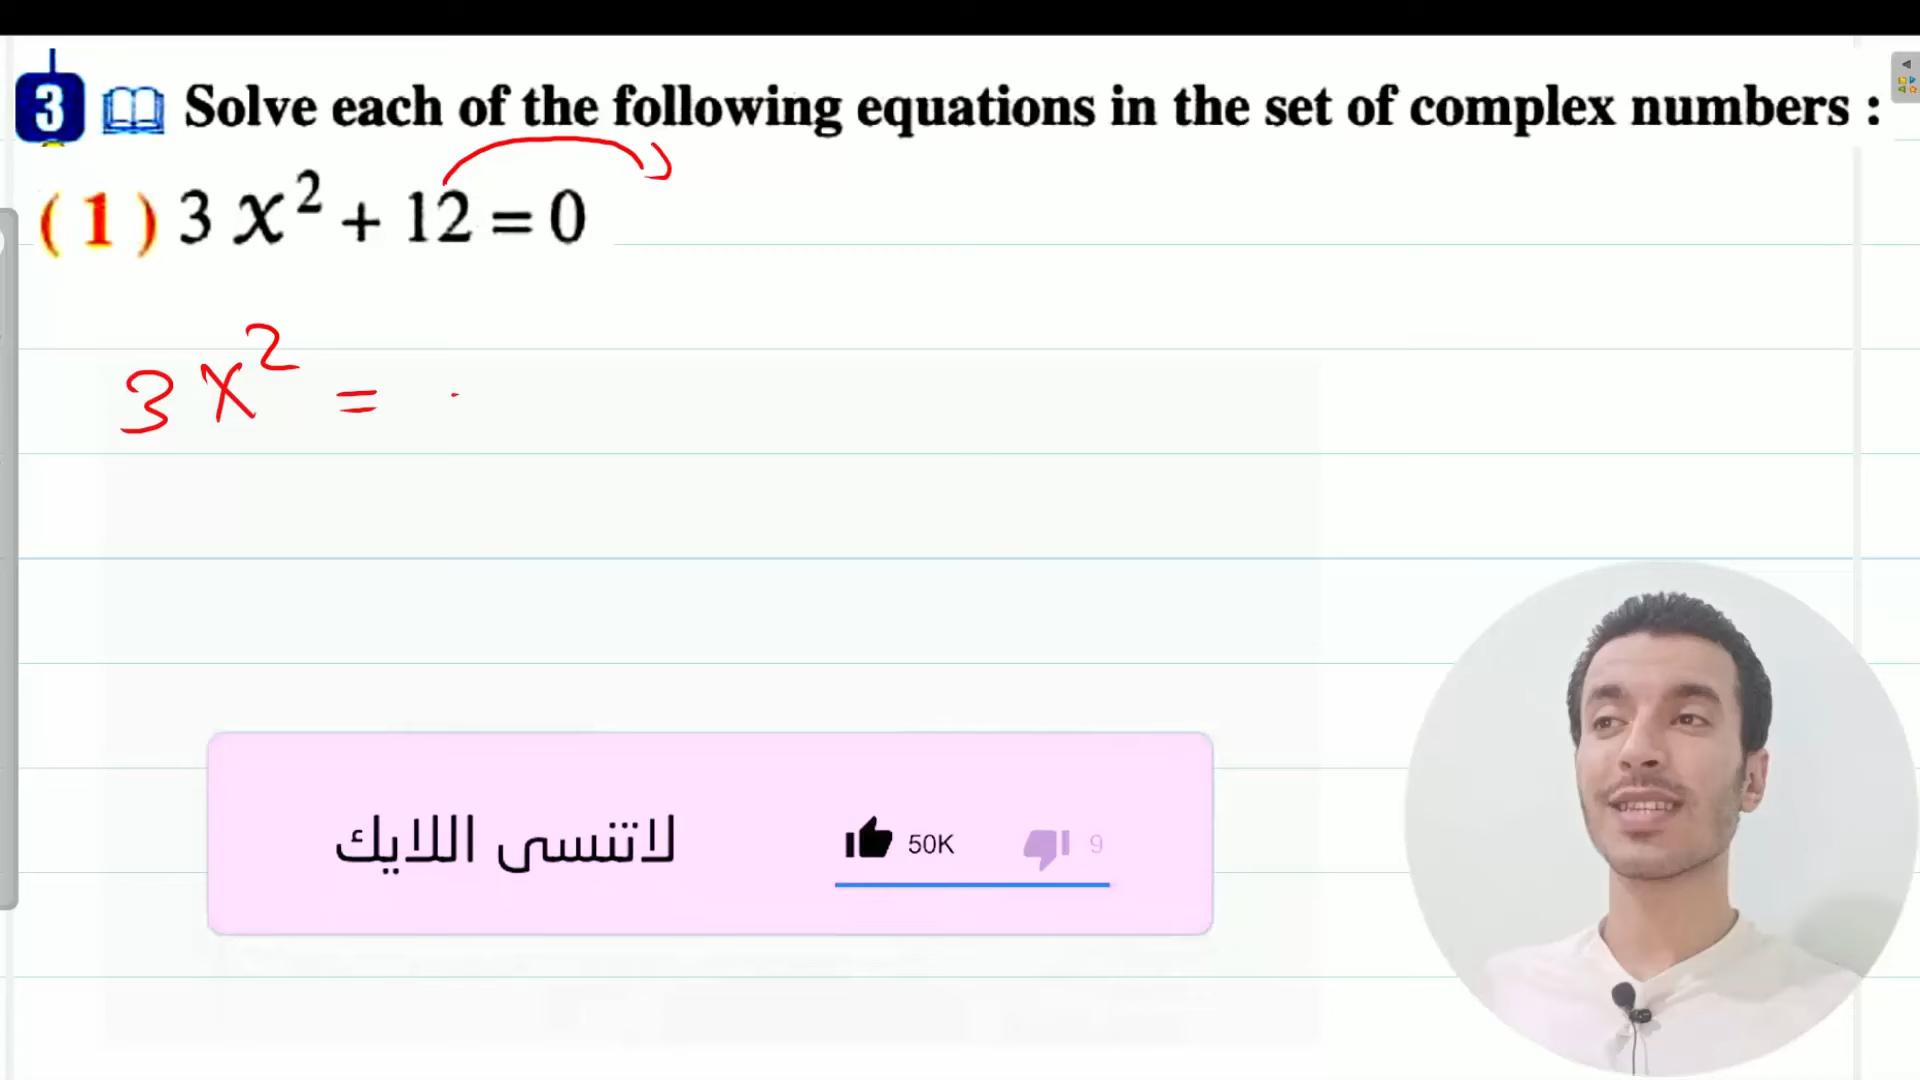 3 Solve each of the following equations in the set of complex numbers :
( 1 ) 3 x² + 12 = 0
3 x² =
لاتنسى اللايك
50K 9